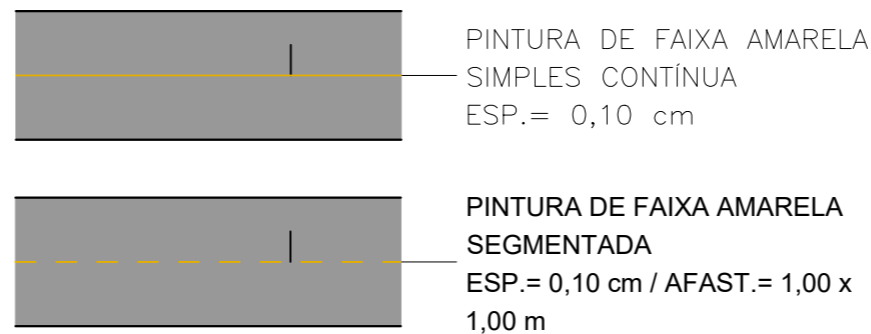 PINTURA DE FAIXA AMARELA
SIMPLES CONTÍNUA
ESP.= 0,10 cm
PINTURA DE FAIXA AMARELA
SEGMENTADA
ESP.= 0,10 cm / AFAST.= 1,00 x
1,00 m